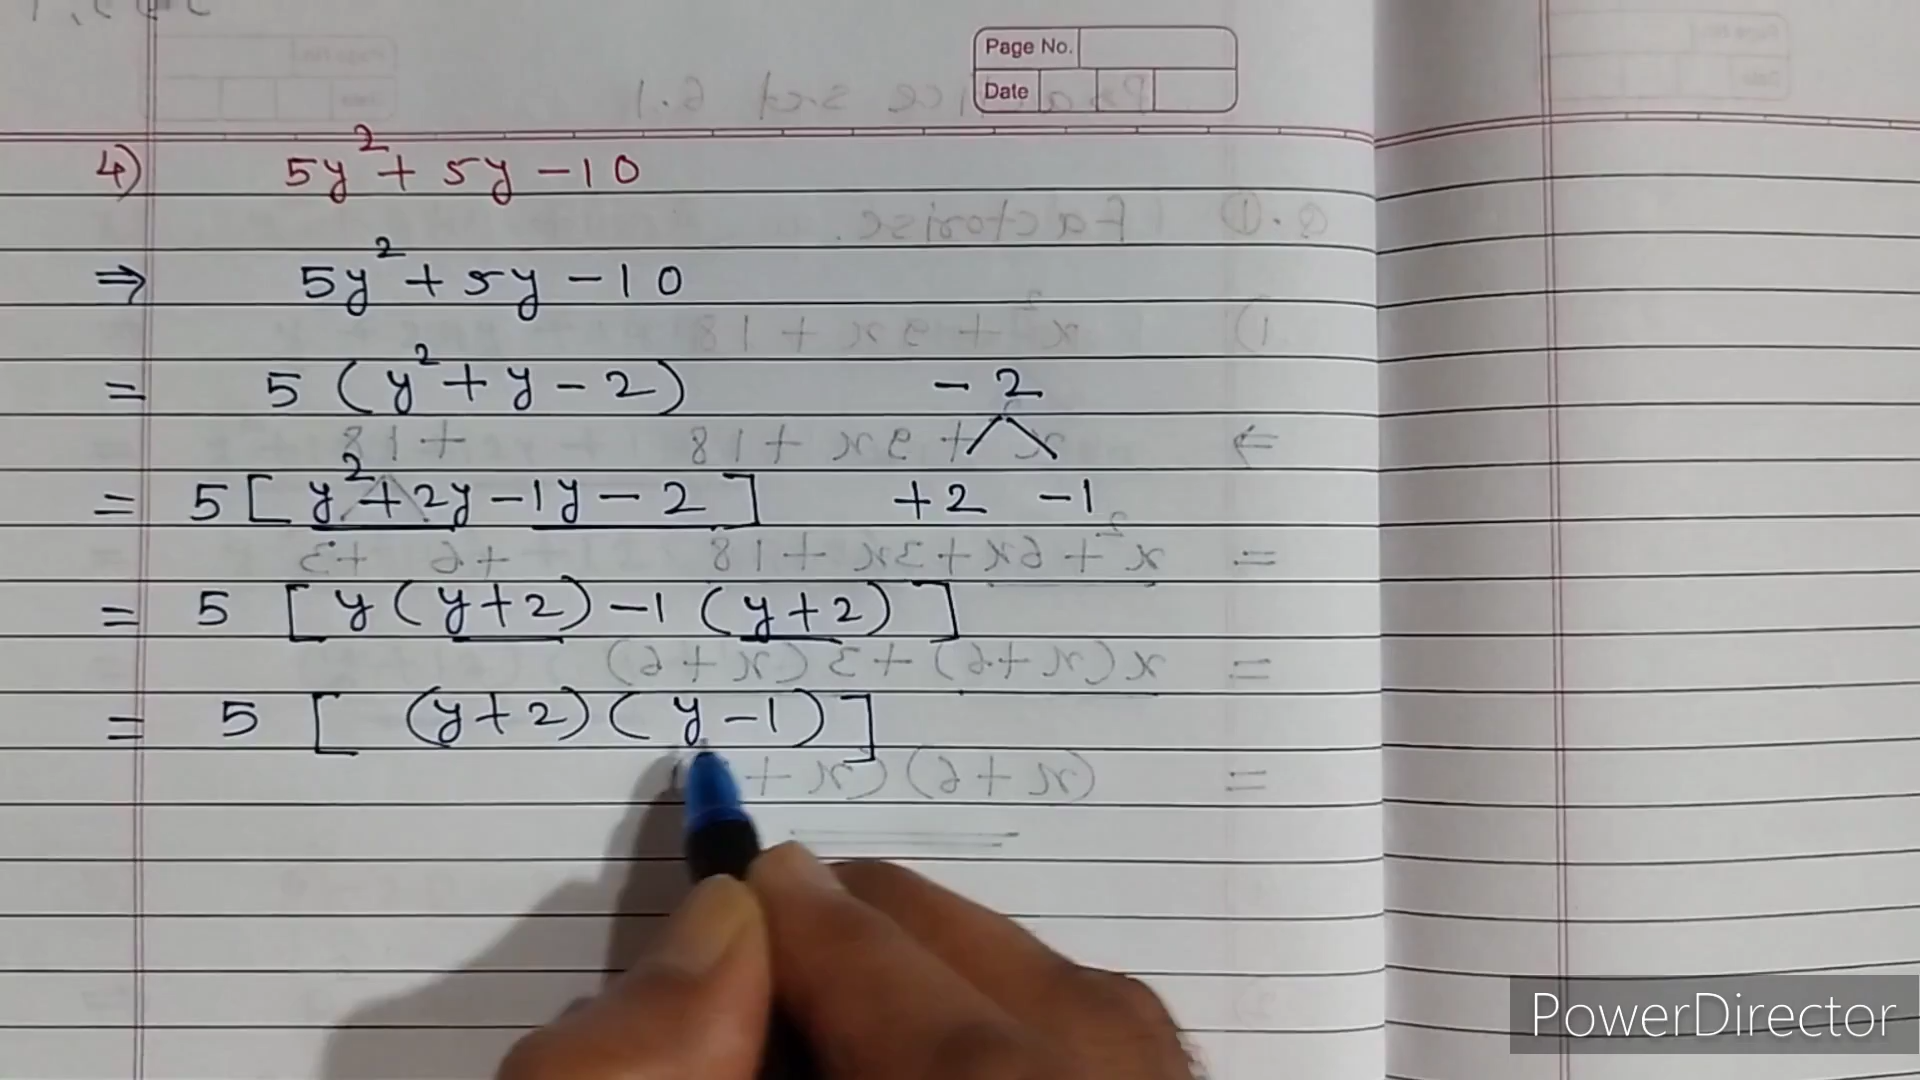 Page No.
Date
4) 5y² + 5y - 10
⇒ 5y² + 5y - 10
= 5 (y² + y - 2) - 2
= 5 [ y² + 2y - 1y - 2 ] +2 -1
= 5 [ y (y+2) - 1 (y+2) ]
= 5 [ (y+2) ( y - 1) ]
PowerDirector